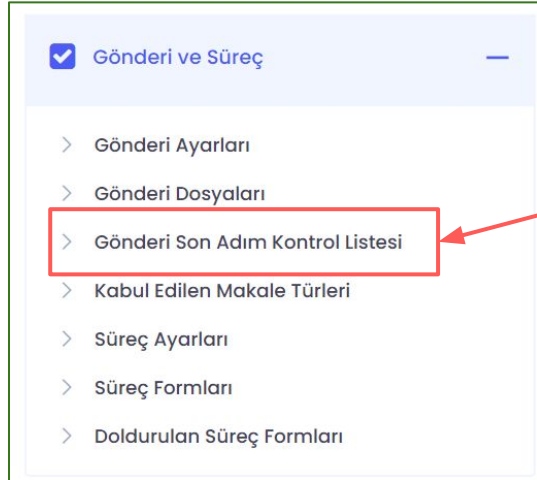 Gönderi ve Süreç
Gönderi Ayarları
Gönderi Dosyaları
Gönderi Son Adım Kontrol Listesi
Kabul Edilen Makale Türleri
Süreç Ayarları
Süreç Formları
Doldurulan Süreç Formları